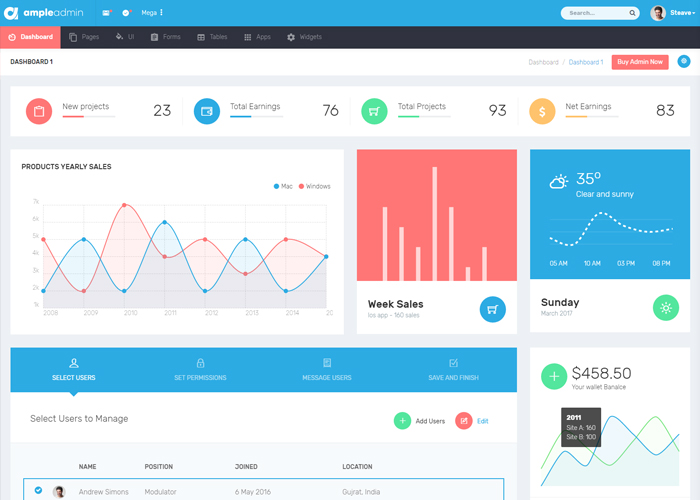 ampleadmin
Mega
Search...
Steave
Dashboard Pages UI Forms Tables Apps Widgets
DASHBOARD 1
Dashboard / Dashboard 1
Buy Admin Now
New projects 23
Total Earnings 76
Total Projects 93
Net Earnings 83
PRODUCTS YEARLY SALES
Mac Windows
7k
6k
5k
4k
3k
2k
1k
2008 2009 2010 2011 2012 2013 2014 20
Week Sales
Ios app - 160 sales
35º
Clear and sunny
05 AM 10 AM 03 PM 08 PM
Sunday
March 2017
SELECT USERS SET PERMISSIONS MESSAGE USERS SAVE AND FINISH
Select Users to Manage
Add Users Edit
NAME POSITION JOINED LOCATION
Andrew Simons Modulator 6 May 2016 Gujrat, India
$458.50
Your wallet Banalce
2011
Site A: 160
Site B: 100